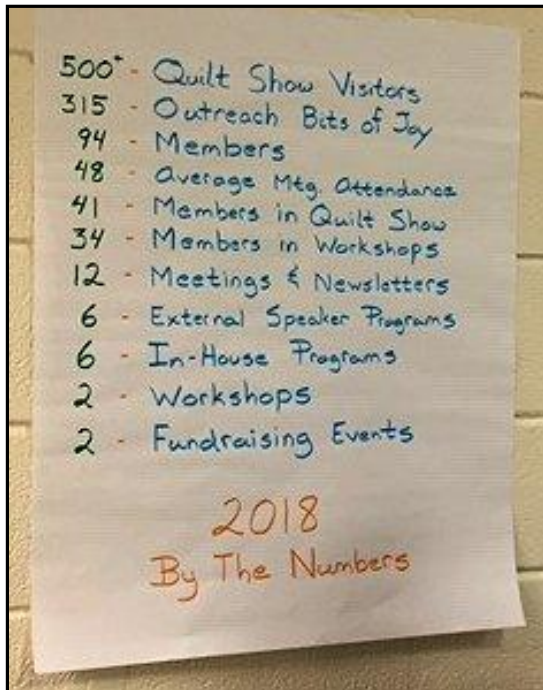 500+ - Quilt Show Visitors
315 - Outreach Bits of Joy
94 - Members
48 - Average Mtg. Attendance
41 - Members in Quilt Show
34 - Members in Workshops
12 - Meetings & Newsletters
6 - External Speaker Programs
6 - In-House Programs
2 - Workshops
2 - Fundraising Events
2018
By The Numbers